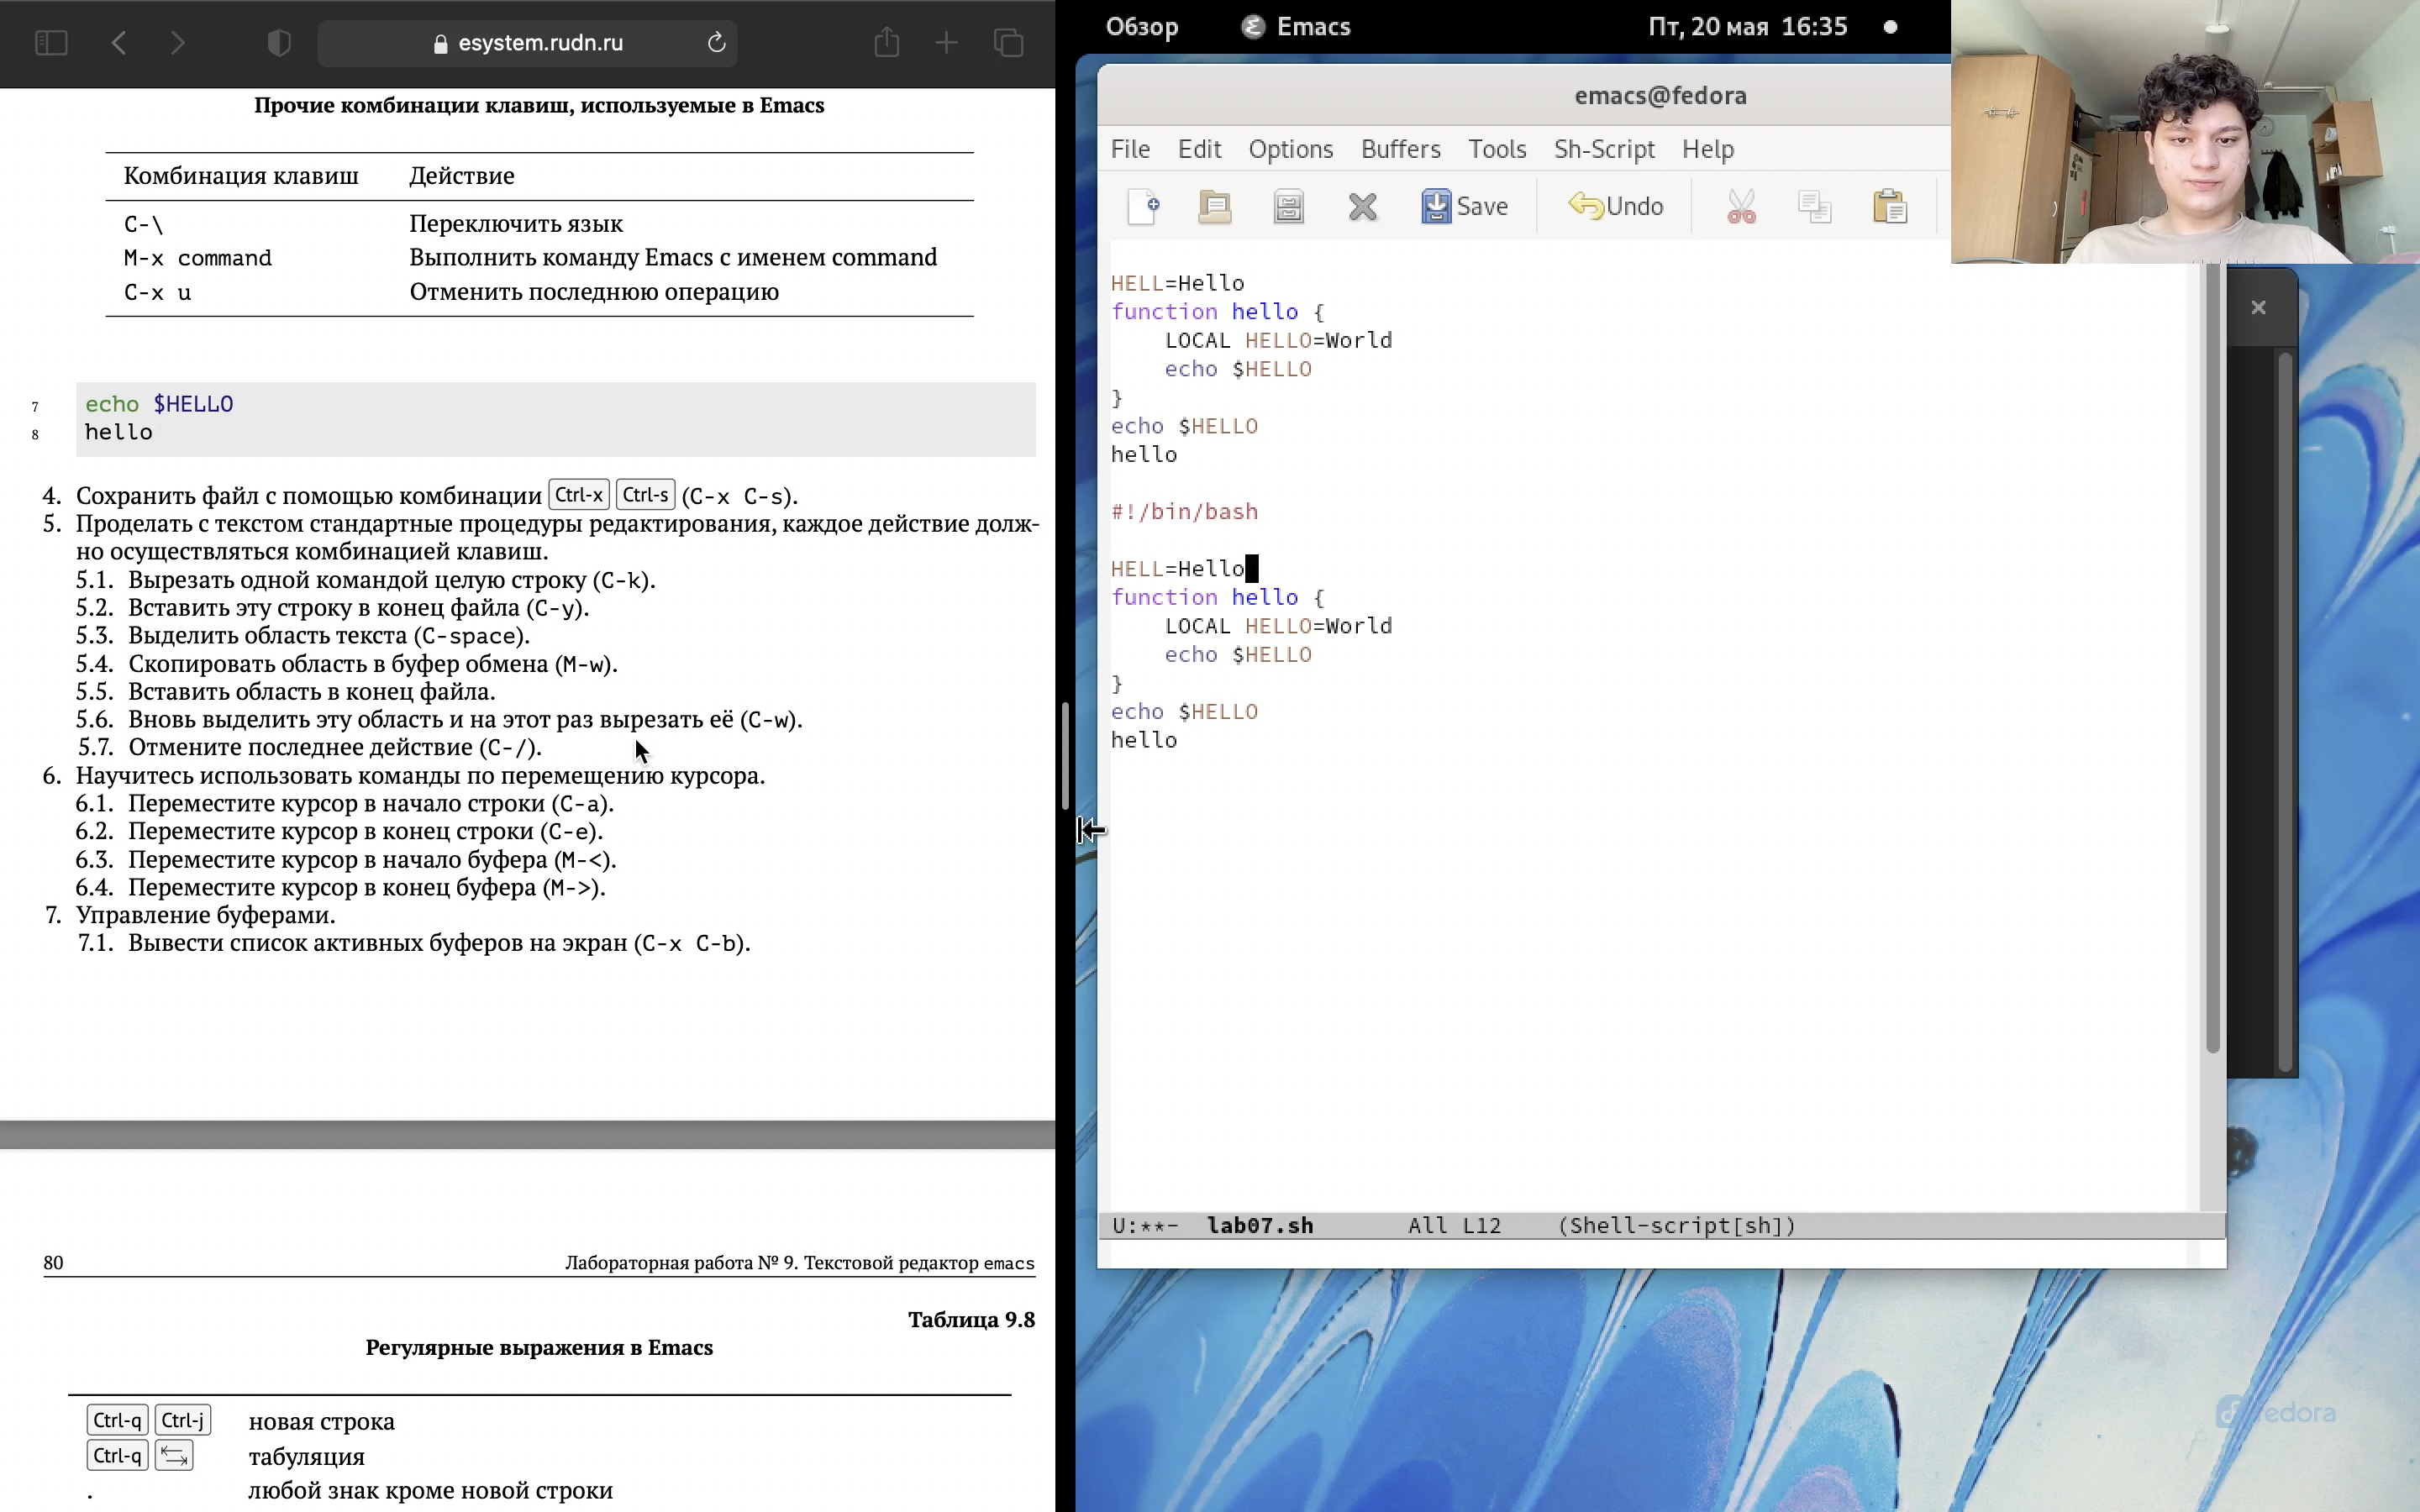 esystem.rudn.ru
Прочие комбинации клавиш, используемые в Emacs
Комбинация клавиш Действие
C-\ Переключить язык
M-x command Выполнить команду Emacs с именем command
C-x u Отменить последнюю операцию
7 echo $HELLO
8 hello
4. Сохранить файл с помощью комбинации Ctrl-x Ctrl-s (C-x C-s).
5. Проделать с текстом стандартные процедуры редактирования, каждое действие долж-
но осуществляться комбинацией клавиш.
5.1. Вырезать одной командой целую строку (C-k).
5.2. Вставить эту строку в конец файла (C-y).
5.3. Выделить область текста (C-space).
5.4. Скопировать область в буфер обмена (M-w).
5.5. Вставить область в конец файла.
5.6. Вновь выделить эту область и на этот раз вырезать её (C-w).
5.7. Отмените последнее действие (C-/).
6. Научитесь использовать команды по перемещению курсора.
6.1. Переместите курсор в начало строки (C-a).
6.2. Переместите курсор в конец строки (C-e).
6.3. Переместите курсор в начало буфера (M-<).
6.4. Переместите курсор в конец буфера (M->).
7. Управление буферами.
7.1. Вывести список активных буферов на экран (C-x C-b).
80 Лабораторная работа № 9. Текстовой редактор emacs
Таблица 9.8
Регулярные выражения в Emacs
Ctrl-q Ctrl-j новая строка
Ctrl-q табуляция
. любой знак кроме новой строки
Обзор Emacs Пт, 20 мая 16:35
emacs@fedora
File Edit Options Buffers Tools Sh-Script Help
Save Undo
HELL=Hello
function hello {
LOCAL HELLO=World
echo $HELLO
}
echo $HELLO
hello
#!/bin/bash
HELL=Hello
function hello {
LOCAL HELLO=World
echo $HELLO
}
echo $HELLO
hello
U:**- lab07.sh All L12 (Shell-script[sh])
fedora